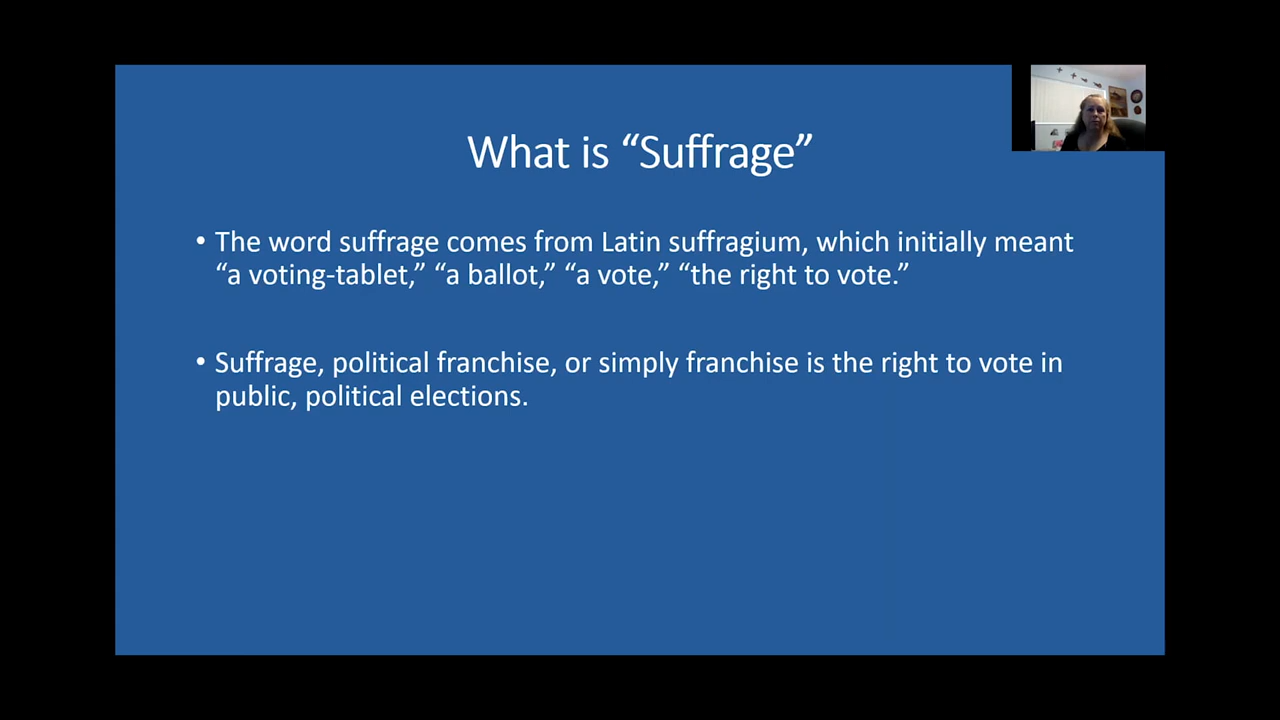 What is “Suffrage”
• The word suffrage comes from Latin suffragium, which initially meant
“a voting-tablet,” “a ballot,” “a vote,” “the right to vote.”
• Suffrage, political franchise, or simply franchise is the right to vote in
public, political elections.